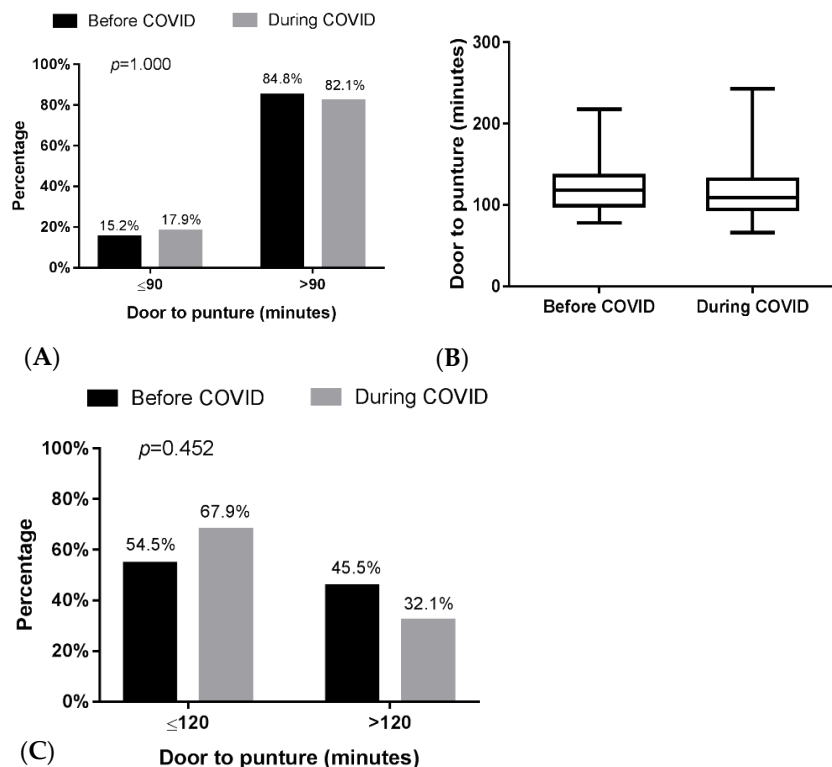 Before COVID During COVID
p=1.000
100%
80%
60%
40%
20%
0%
Percentage
15.2% 17.9% 84.8% 82.1%
≤90 >90
Door to punture (minutes)
(A)
300
200
100
0
Door to punture (minutes)
Before COVID During COVID
(B)
Before COVID During COVID
p=0.452
100%
80%
60%
40%
20%
0%
Percentage
54.5% 67.9% 45.5% 32.1%
≤120 >120
Door to punture (minutes)
(C)